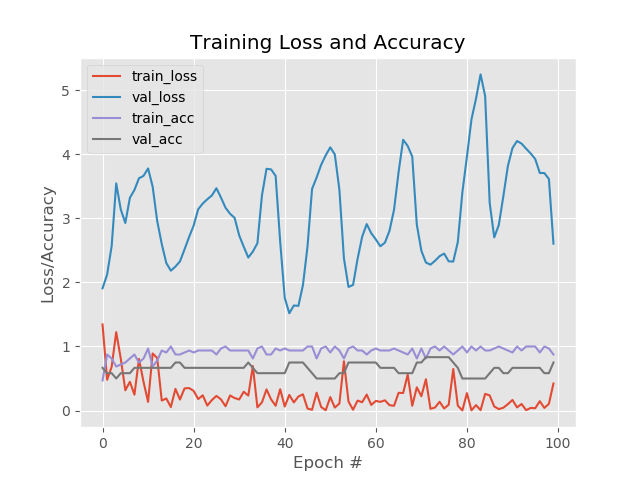 Training Loss and Accuracy
train_loss
val_loss
train_acc
val_acc
Loss/Accuracy
5
4
3
2
1
0
0 20 40 60 80 100
Epoch #